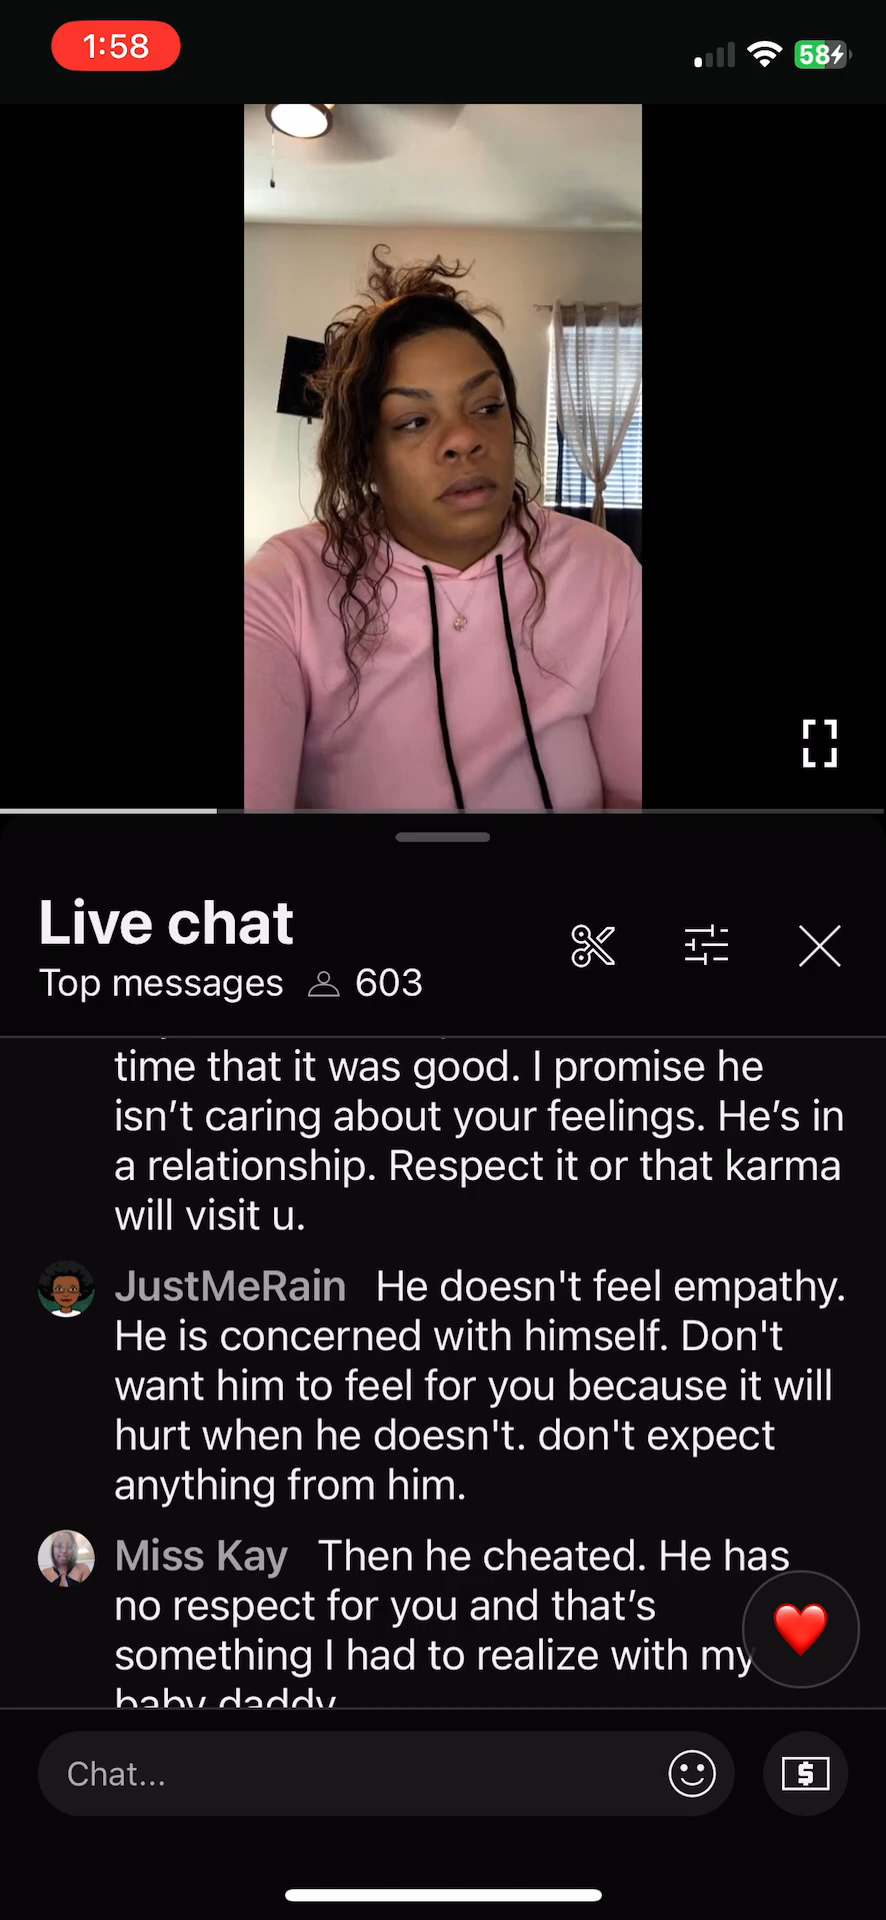 1:58
58
Live chat
Top messages 603
time that it was good. I promise he
isn’t caring about your feelings. He’s in
a relationship. Respect it or that karma
will visit u.
JustMeRain He doesn't feel empathy.
He is concerned with himself. Don't
want him to feel for you because it will
hurt when he doesn't. don't expect
anything from him.
Miss Kay Then he cheated. He has
no respect for you and that’s
something I had to realize with my
baby daddy
Chat...